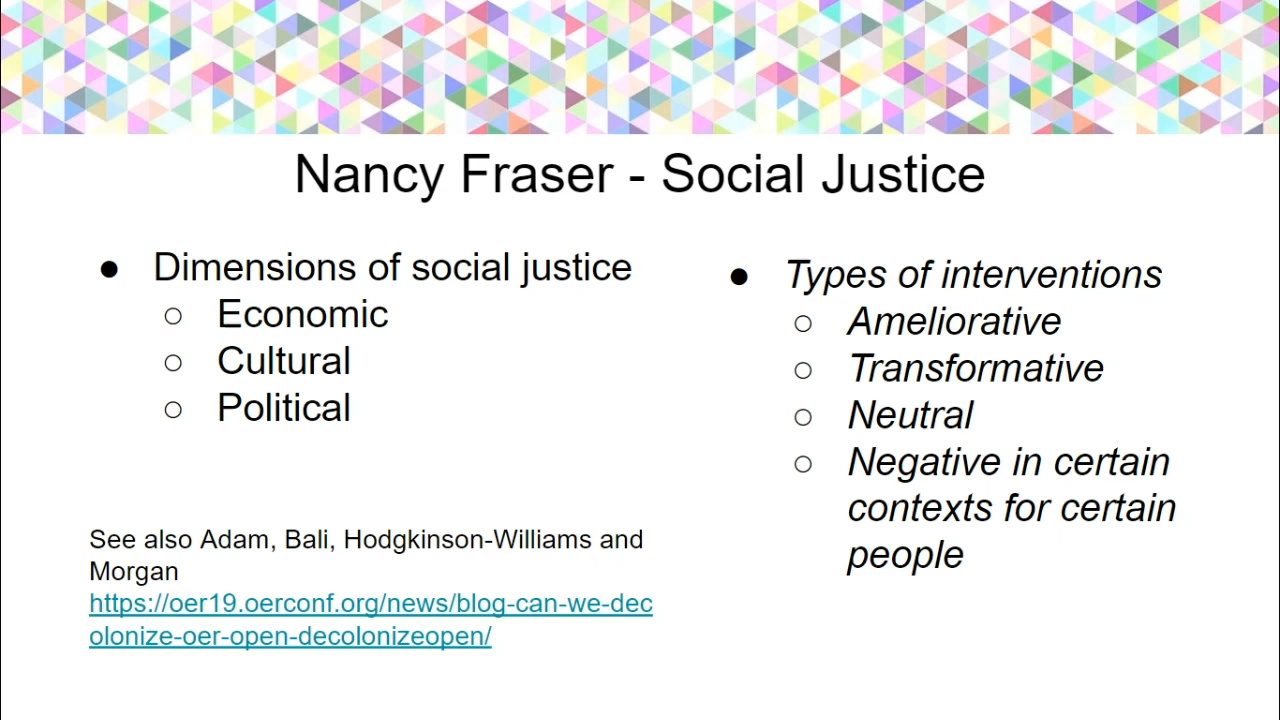 Nancy Fraser - Social Justice
● Dimensions of social justice
○ Economic
○ Cultural
○ Political
See also Adam, Bali, Hodgkinson-Williams and
Morgan
https://oer19.oerconf.org/news/blog-can-we-dec
olonize-oer-open-decolonizeopen/
● Types of interventions
○ Ameliorative
○ Transformative
○ Neutral
○ Negative in certain
contexts for certain
people